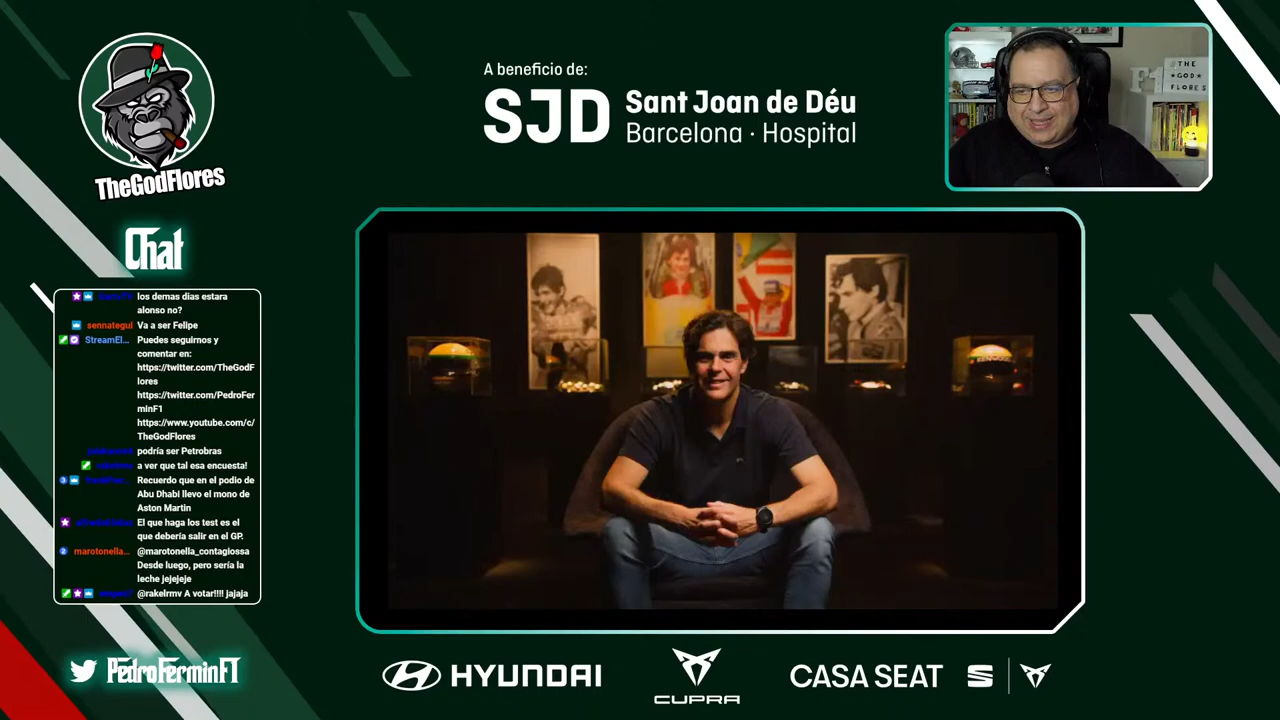 A beneficio de:
SJD Sant Joan de Déu
Barcelona · Hospital
THE
GOD
FLORES
TheGodFlores
Chat
los demas dias estara
alonso no?
sennategui Va a ser Felipe
StreamEl... Puedes seguirnos y
comentar en:
https://twitter.com/TheGodF
lores
https://twitter.com/PedroFer
minF1
https://www.youtube.com/c/
TheGodFlores
podría ser Petrobras
a ver que tal esa encuesta!
Recuerdo que en el podio de
Abu Dhabi llevo el mono de
Aston Martin
El que haga los test es el
que debería salir en el GP.
marotonella... @marotonella_contagiossa
Desde luego, pero sería la
leche jejejeje
@rakelrmv A votar!!!! jajaja
PedroFerminF1
HYUNDAI
CUPRA
CASA SEAT